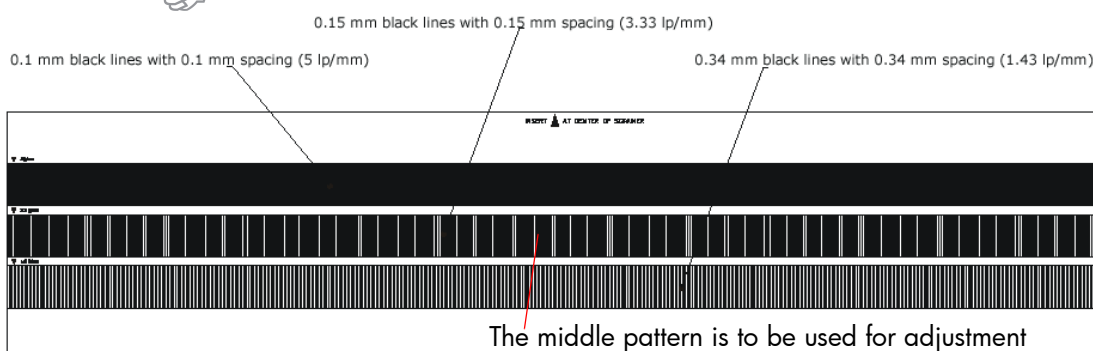 0.15 mm black lines with 0.15 mm spacing (3.33 lp/mm)
0.1 mm black lines with 0.1 mm spacing (5 lp/mm)
0.34 mm black lines with 0.34 mm spacing (1.43 lp/mm)
INSERT AT CENTER OF SCANNER
The middle pattern is to be used for adjustment